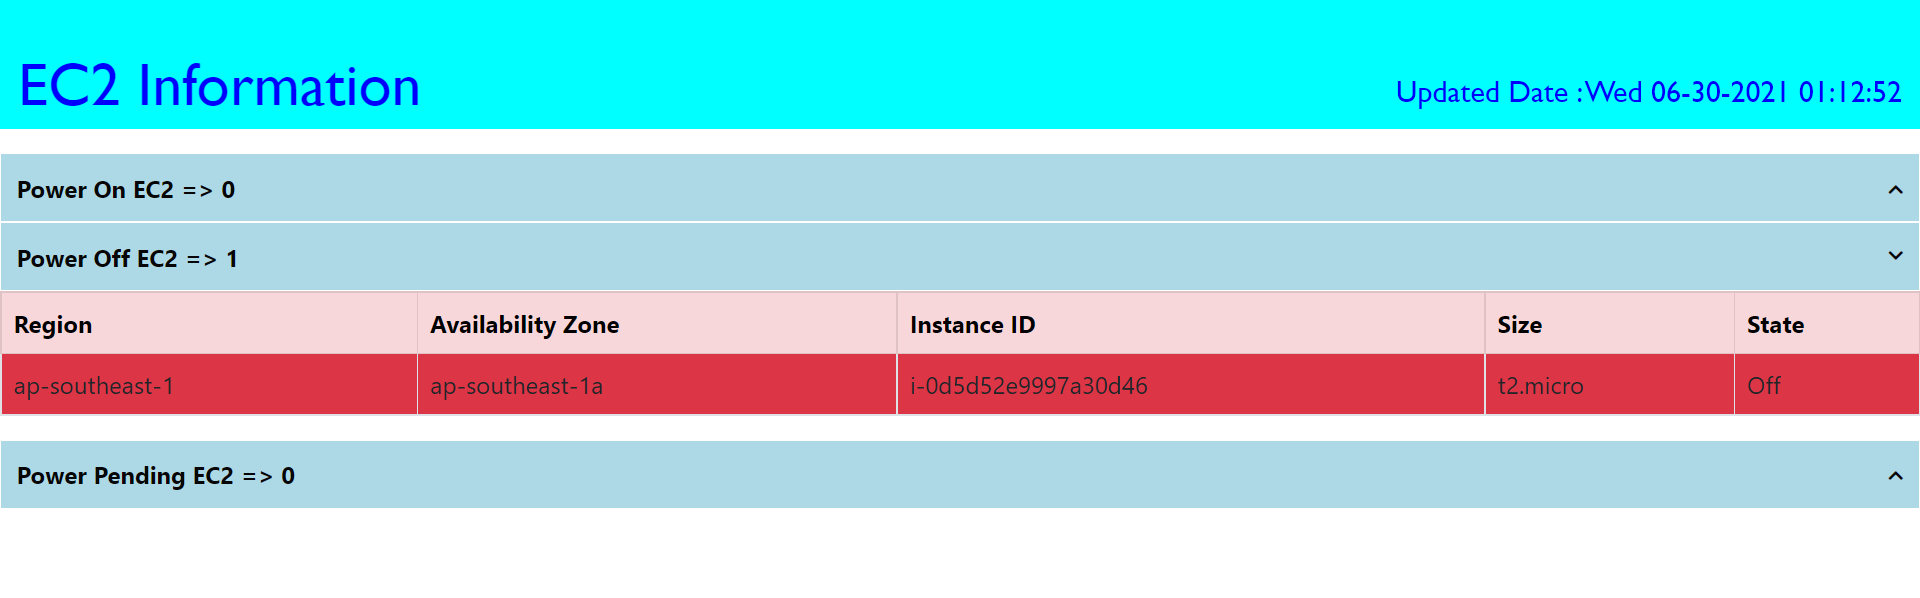 EC2 Information
Updated Date :Wed 06-30-2021 01:12:52
Power On EC2 => 0
Power Off EC2 => 1
Region Availability Zone Instance ID Size State
ap-southeast-1 ap-southeast-1a i-0d5d52e9997a30d46 t2.micro Off
Power Pending EC2 => 0